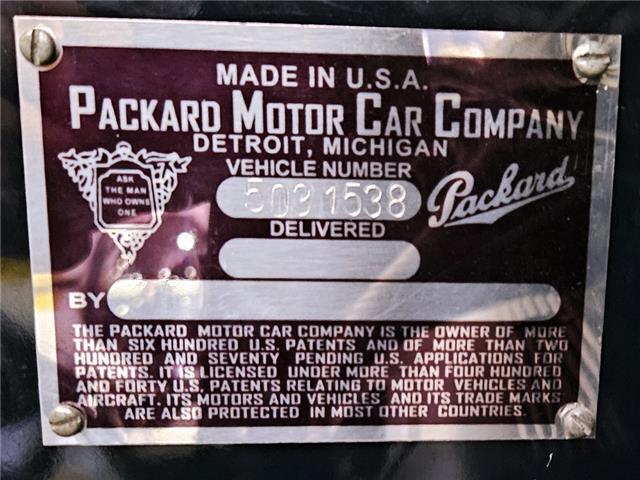 MADE IN U.S.A.
PACKARD MOTOR CAR COMPANY
DETROIT, MICHIGAN
VEHICLE NUMBER
5031538
DELIVERED
ASK
THE MAN
WHO OWNS
ONE
Packard
BY
THE PACKARD MOTOR CAR COMPANY IS THE OWNER OF MORE
THAN SIX HUNDRED U.S. PATENTS AND OF MORE THAN TWO
HUNDRED AND SEVENTY PENDING U.S. APPLICATIONS FOR
PATENTS. IT IS LICENSED UNDER MORE THAN FOUR HUNDRED
AND FORTY U.S. PATENTS RELATING TO MOTOR VEHICLES AND
AIRCRAFT. ITS MOTORS AND VEHICLES AND ITS TRADE MARKS
ARE ALSO PROTECTED IN MOST OTHER COUNTRIES.